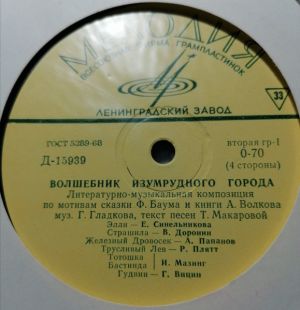 МЕЛОДИЯ
ВСЕСОЮЗНАЯ ФИРМА ГРАМПЛАСТИНОК
33
ЛЕНИНГРАДСКИЙ ЗАВОД
ГОСТ 5289-68
вторая гр-1
Д-15939
0-70
(4 стороны)
ВОЛШЕБНИК ИЗУМРУДНОГО ГОРОДА
Литературно-музыкальная композиция
по мотивам сказки Ф. Баума и книги А. Волкова
муз. Г. Гладкова, текст песен Т. Макаровой
Элли — Е. Синельникова
Страшила — В. Доронин
Железный Дровосек — А. Папанов
Трусливый Лев — Р. Плятт
Тотошка
Бастинда } И. Мазинг
Гудвин — Г. Вицин